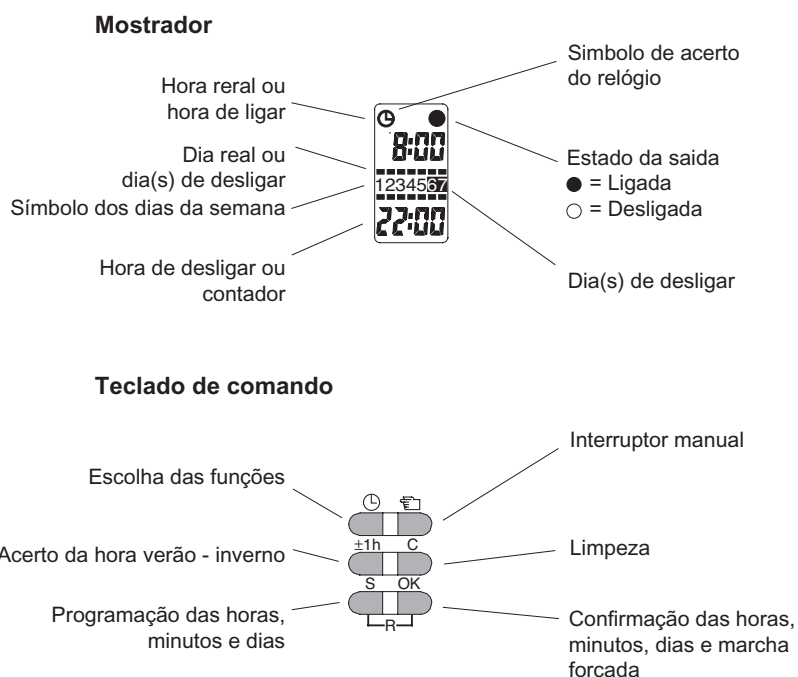 Mostrador
Simbolo de acerto
do relógio
Hora reral ou
hora de ligar
8:00
Dia real ou
dia(s) de desligar
Estado da saida
● = Ligada
○ = Desligada
1234567
Símbolo dos dias da semana
22:00
Hora de desligar ou
contador
Dia(s) de desligar
Teclado de comando
Interruptor manual
Escolha das funções
±1h C
Acerto da hora verão - inverno
Limpeza
S OK
Programação das horas,
minutos e dias
R
Confirmação das horas,
minutos, dias e marcha
forcada